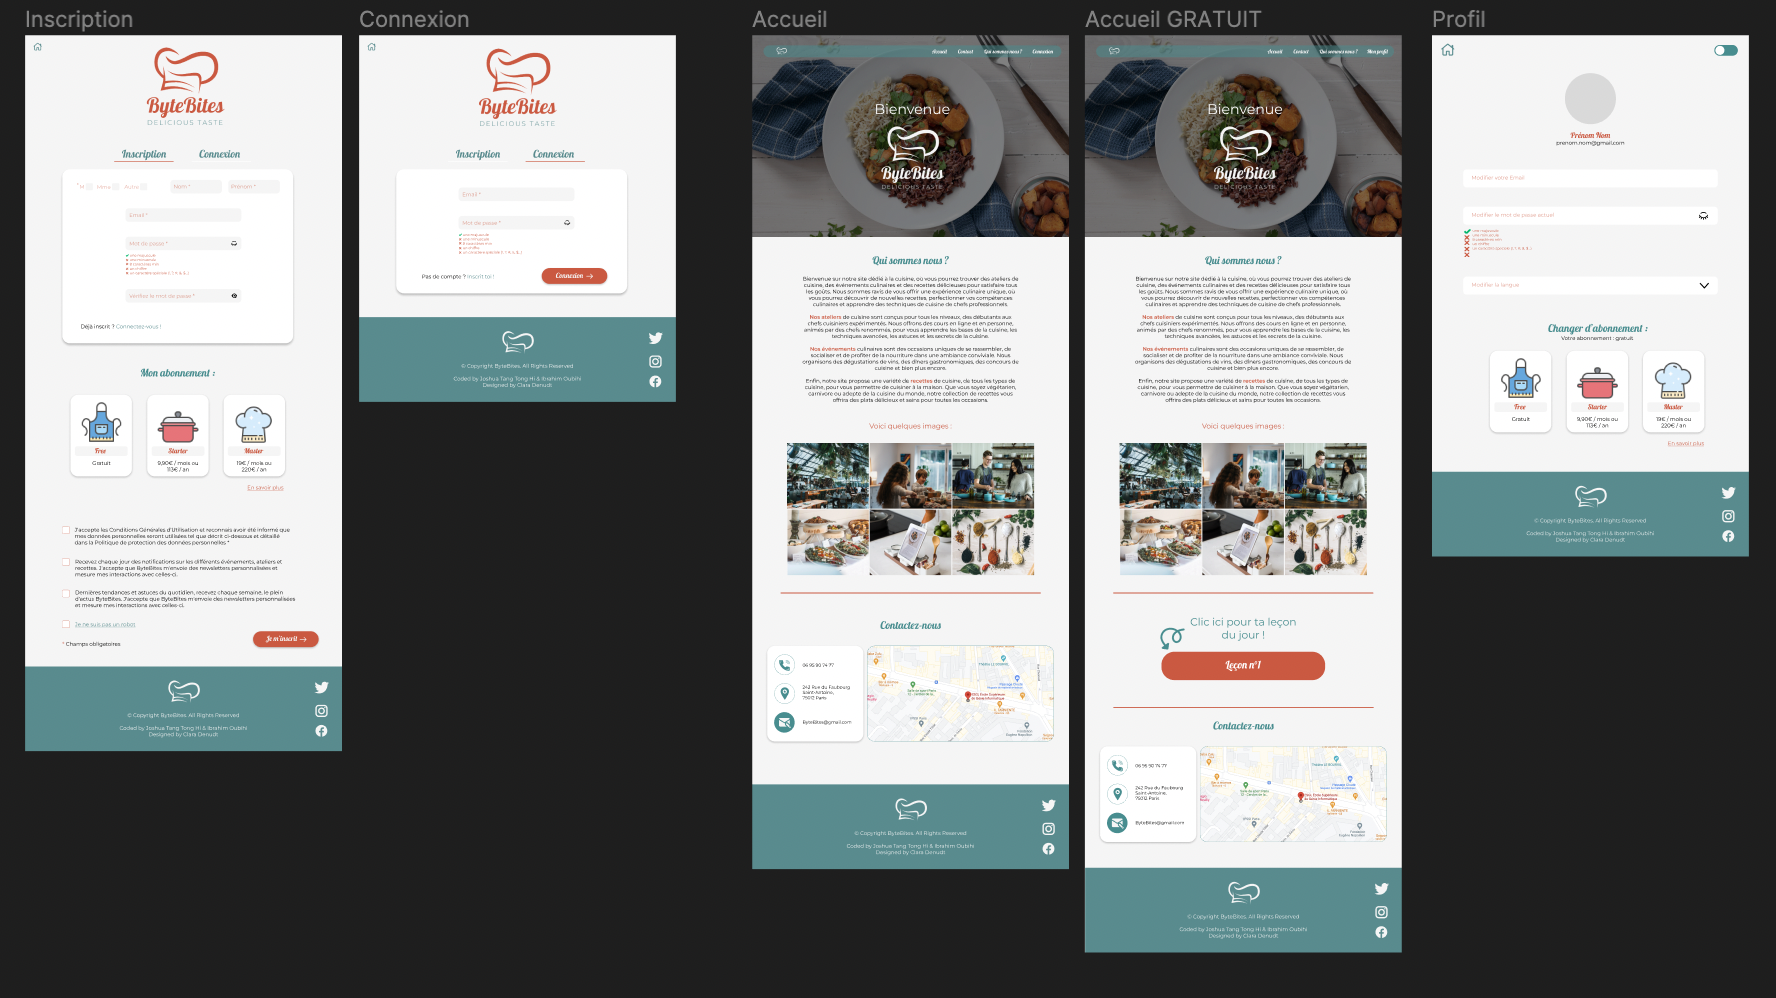 Inscription
ByteBites
DELICIOUS TASTE
Inscription
Connexion
Nom *
Prénom *
Email *
Mot de passe *
une majuscule
une minuscule
un chiffre
Vérifiez le mot de passe *
Déjà inscrit ? Connectez-vous !
Mon abonnement :
Free
Gratuit
Starter
9,90€ / mois ou
113€ / an
Master
19€ / mois ou
220€ / an
En savoir plus
J'accepte les Conditions Générales d'Utilisation et reconnais avoir été informé que
mes données personnelles seront utilisées tel que décrit ci-dessous et détaillé
dans la Politique de protection des données personnelles *
Recevez chaque jour des notifications sur les différents événements, ateliers et
recettes. J'accepte que ByteBites m'envoie des newsletters personnalisées et
mesure mes interactions avec celles-ci.
Dernières tendances et astuces du quotidien, recevez chaque semaine, le plein
d'actus ByteBites. J'accepte que ByteBites m'envoie des newsletters personnalisées
et mesure mes interactions avec celles-ci.
Je ne suis pas un robot
* Champs obligatoires
Je m'inscrit
© Copyright ByteBites. All Rights Reserved
Coded by Joshua Tang Tong Hi & Ibrahim Oubihi
Designed by Clara Denudt
Connexion
ByteBites
DELICIOUS TASTE
Inscription
Connexion
Email *
Mot de passe *
une majuscule
une minuscule
un chiffre
Pas de compte ? Inscrit toi !
Connexion
© Copyright ByteBites. All Rights Reserved
Coded by Joshua Tang Tong Hi & Ibrahim Oubihi
Designed by Clara Denudt
Accueil
Accueil
Contact
Qui sommes nous ?
Connexion
Bienvenue
ByteBites
DELICIOUS TASTE
Qui sommes nous ?
Bienvenue sur notre site dédié à la cuisine, où vous pourrez trouver des ateliers de
cuisine, des événements culinaires et des recettes délicieuses pour satisfaire tous
les goûts. Nous sommes ravis de vous offrir une expérience culinaire unique, où
vous pourrez découvrir de nouvelles recettes, perfectionner vos compétences
culinaires et apprendre des techniques de cuisine de chefs professionnels.
Nos ateliers de cuisine sont conçus pour tous les niveaux, des débutants aux
chefs cuisiniers expérimentés. Nous offrons des cours en ligne et en personne,
animés par des chefs renommés, pour vous apprendre les bases de la cuisine, les
techniques avancées, les astuces et les secrets de la cuisine.
Nos événements culinaires sont des occasions uniques de se rassembler, de
socialiser et de profiter de la nourriture dans une ambiance conviviale. Nous
organisons des dégustations de vins, des dîners gastronomiques, des concours de
cuisine et bien plus encore.
Enfin, notre site propose une variété de recettes de cuisine, de tous les types de
cuisine, pour vous permettre de cuisiner à la maison. Que vous soyez végétarien,
carnivore ou adepte de la cuisine du monde, notre collection de recettes vous
offrira des plats délicieux et sains pour toutes les occasions.
Voici quelques images :
Contactez-nous
06 95 90 74 77
242 Rue du Faubourg
Saint-Antoine,
75012 Paris
ByteBites@gmail.com
© Copyright ByteBites. All Rights Reserved
Coded by Joshua Tang Tong Hi & Ibrahim Oubihi
Designed by Clara Denudt
Accueil GRATUIT
Accueil
Contact
Qui sommes nous ?
Mon profil
Bienvenue
ByteBites
DELICIOUS TASTE
Qui sommes nous ?
Bienvenue sur notre site dédié à la cuisine, où vous pourrez trouver des ateliers de
cuisine, des événements culinaires et des recettes délicieuses pour satisfaire tous
les goûts. Nous sommes ravis de vous offrir une expérience culinaire unique, où
vous pourrez découvrir de nouvelles recettes, perfectionner vos compétences
culinaires et apprendre des techniques de cuisine de chefs professionnels.
Nos ateliers de cuisine sont conçus pour tous les niveaux, des débutants aux
chefs cuisiniers expérimentés. Nous offrons des cours en ligne et en personne,
animés par des chefs renommés, pour vous apprendre les bases de la cuisine, les
techniques avancées, les astuces et les secrets de la cuisine.
Nos événements culinaires sont des occasions uniques de se rassembler, de
socialiser et de profiter de la nourriture dans une ambiance conviviale. Nous
organisons des dégustations de vins, des dîners gastronomiques, des concours de
cuisine et bien plus encore.
Enfin, notre site propose une variété de recettes de cuisine, de tous les types de
cuisine, pour vous permettre de cuisiner à la maison. Que vous soyez végétarien,
carnivore ou adepte de la cuisine du monde, notre collection de recettes vous
offrira des plats délicieux et sains pour toutes les occasions.
Voici quelques images :
Clic ici pour ta leçon
du jour !
Leçon n°1
Contactez-nous
06 95 90 74 77
242 Rue du Faubourg
Saint-Antoine,
75012 Paris
ByteBites@gmail.com
© Copyright ByteBites. All Rights Reserved
Coded by Joshua Tang Tong Hi & Ibrahim Oubihi
Designed by Clara Denudt
Profil
Prénom Nom
prenom.nom@gmail.com
Modifier votre Email
Modifier le mot de passe actuel
une majuscule
une minuscule
un chiffre
Modifier la langue
Changer d'abonnement :
Votre abonnement : gratuit
Free
Gratuit
Starter
9,90€ / mois ou
113€ / an
Master
19€ / mois ou
220€ / an
En savoir plus
© Copyright ByteBites. All Rights Reserved
Coded by Joshua Tang Tong Hi & Ibrahim Oubihi
Designed by Clara Denudt